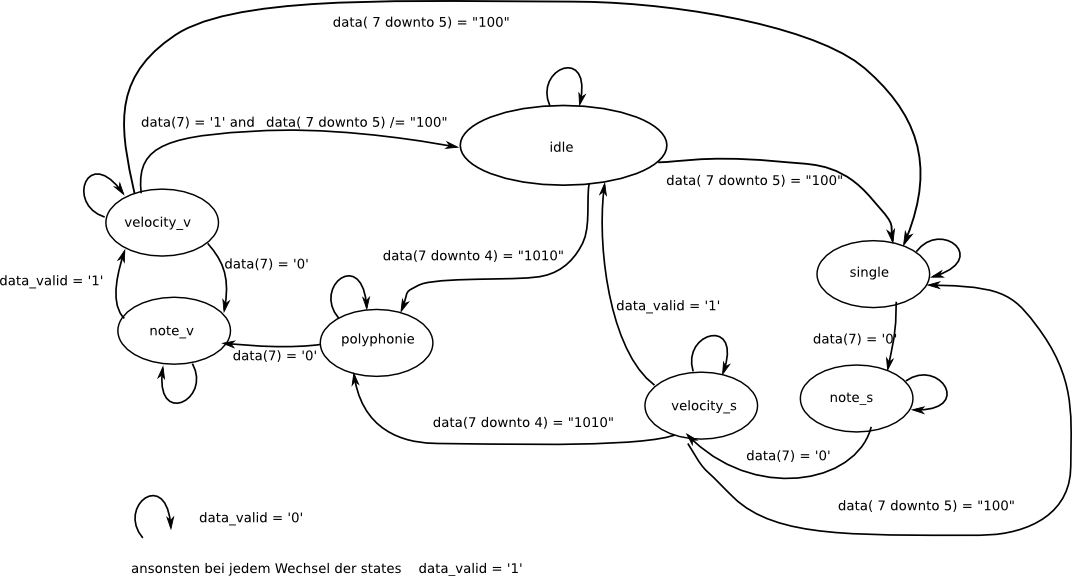 data( 7 downto 5) = "100"
data(7) = '1' and   data( 7 downto 5) /= "100"
idle
data( 7 downto 5) = "100"
velocity_v
data(7 downto 4) = "1010"
data(7) = '0'
single
data_valid = '1'
data_valid = '1'
note_v
polyphonie
data(7) = '0'
data(7) = '0'
note_s
velocity_s
data(7 downto 4) = "1010"
data(7) = '0'
data( 7 downto 5) = "100"
data_valid = '0'
ansonsten bei jedem Wechsel der states    data_valid = '1'